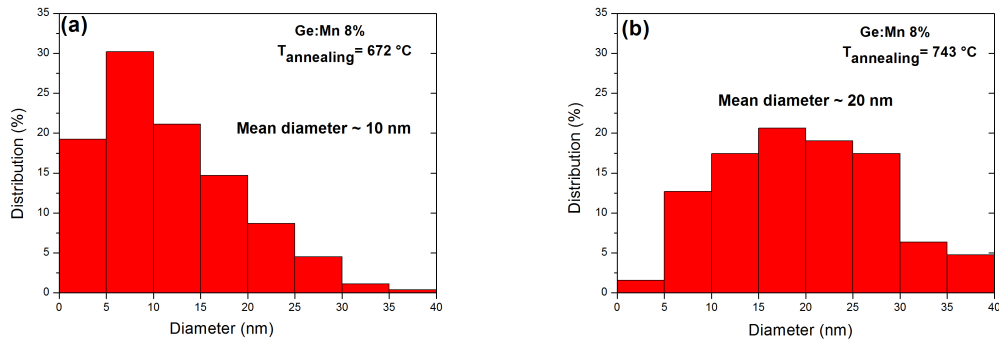 (a)
Ge:Mn 8%
Tannealing= 672 °C
Mean diameter ~ 10 nm
Distribution (%)
35
30
25
20
15
10
5
0
0 5 10 15 20 25 30 35 40
Diameter (nm)
(b)
Ge:Mn 8%
Tannealing= 743 °C
Mean diameter ~ 20 nm
Distribution (%)
35
30
25
20
15
10
5
0
0 5 10 15 20 25 30 35 40
Diameter (nm)